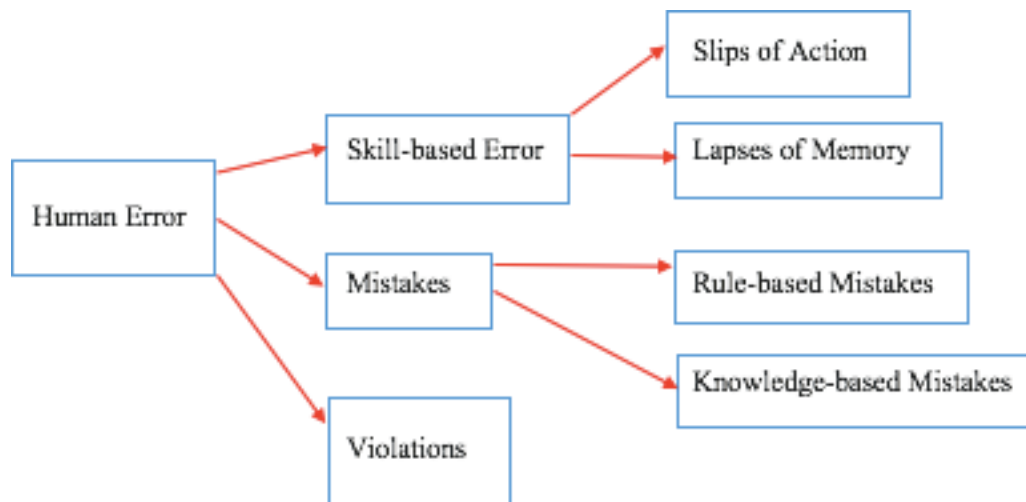 Human Error
Skill-based Error
Slips of Action
Lapses of Memory
Mistakes
Rule-based Mistakes
Knowledge-based Mistakes
Violations